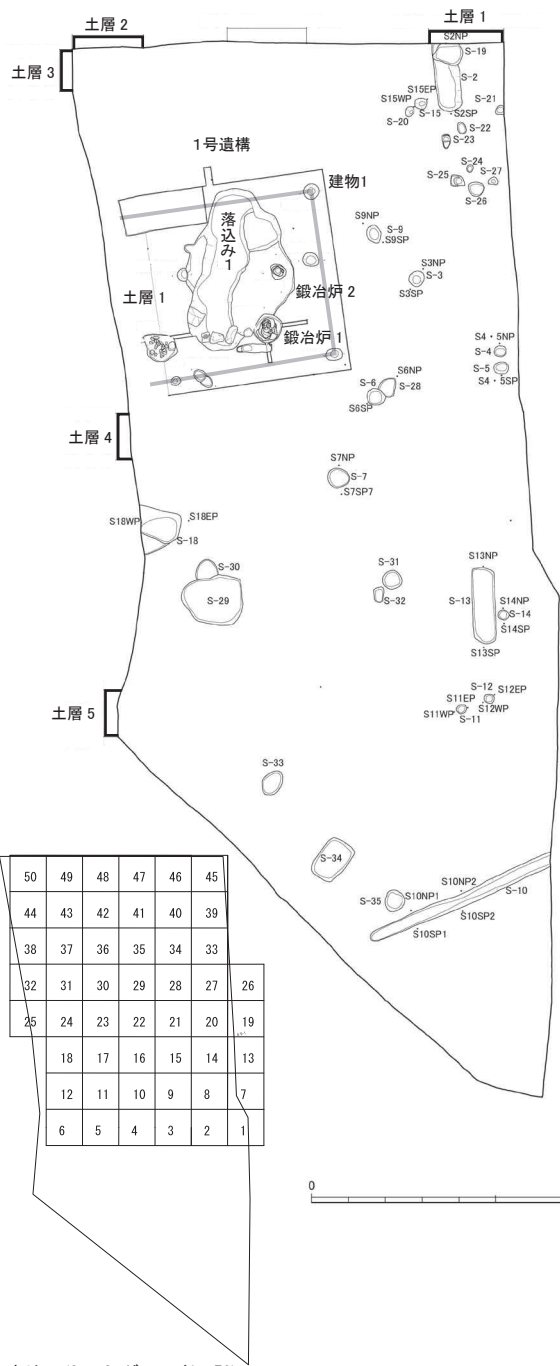 土層 1
土層 2
S2NP
S-19
土層 3
S-2
S15EP
S15WP
S-21
S-15
S2SP
S-20
S-22
S-23
1号遺構
S-24
S-25
S-27
建物1
S-26
落込み1
S9NP
S-9
S9SP
S3NP
S-3
土層 1
鍛冶炉 2
S3SP
鍛冶炉 1
S4・5NP
S-4
S-5
S6NP
S4・5SP
S-6
S-28
S6SP
土層 4
S7NP
S-7
S7SP7
S18WP
S18EP
S-18
S13NP
S-30
S-31
S-29
S-32
S-13
S14NP
S-14
S14SP
S13SP
S-12
S12EP
S11EP
土層 5
S11WP
S12WP
S-11
S-33
S-34
S10NP2
S-10
S-35
S10NP1
S10SP2
S10SP1
50 49 48 47 46 45
44 43 42 41 40 39
38 37 36 35 34 33
32 31 30 29 28 27 26
25 24 23 22 21 20 19
18 17 16 15 14 13
12 11 10 9 8 7
6 5 4 3 2 1
0